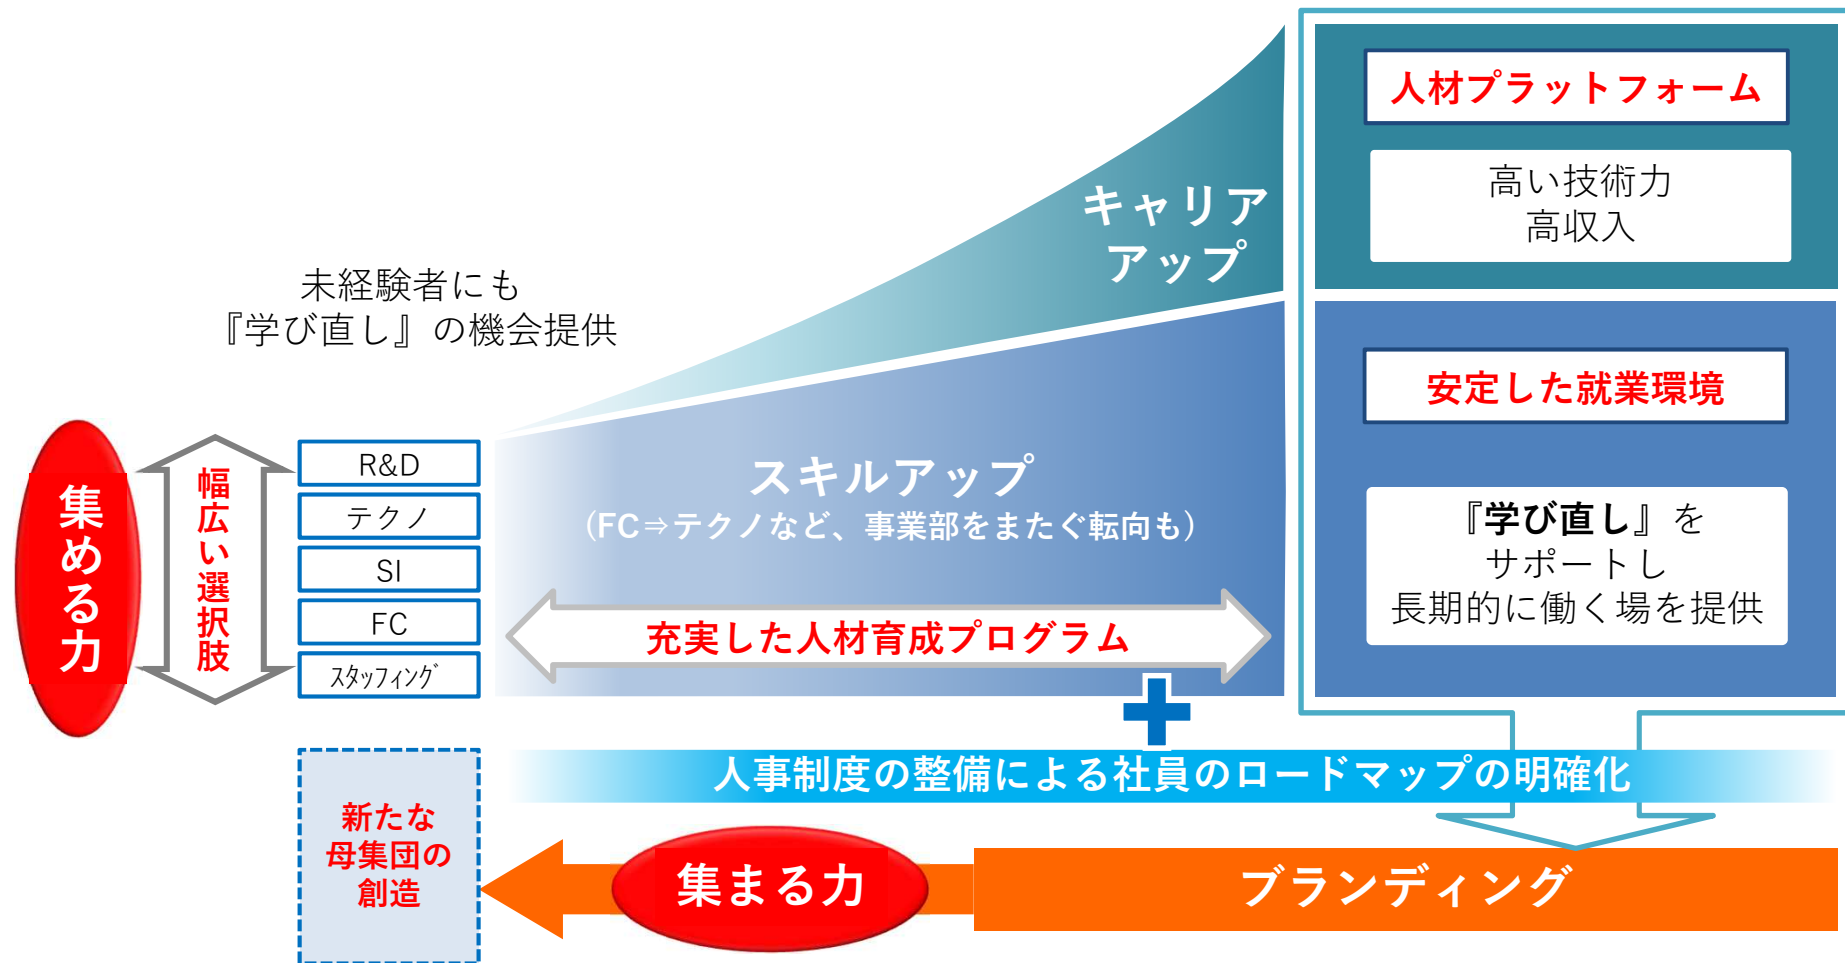 人材プラットフォーム
高い技術力
高収入
キャリア
アップ
未経験者にも
『学び直し』の機会提供
安定した就業環境
『学び直し』を
サポートし
長期的に働く場を提供
集める力
幅広い選択肢
R&D
テクノ
SI
FC
ｽﾀｯﾌｨﾝｸﾞ
スキルアップ
（FC⇒テクノなど、事業部をまたぐ転向も）
充実した人材育成プログラム
人事制度の整備による社員のロードマップの明確化
新たな
母集団の
創造
集まる力
ブランディング